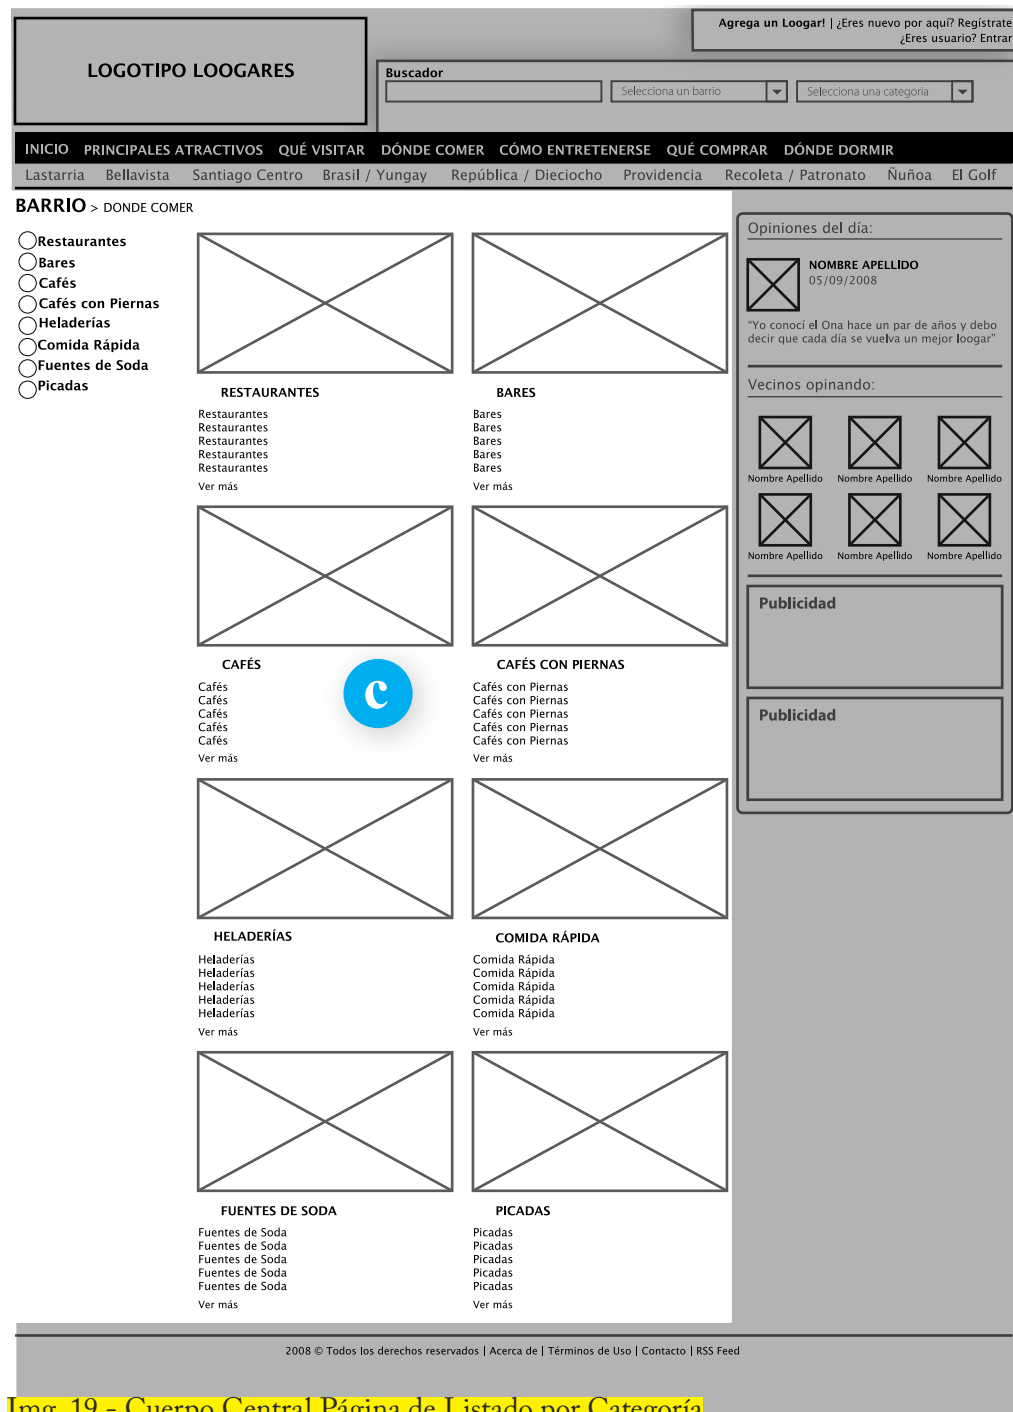 Agrega un Loogar! | ¿Eres nuevo por aquí? Regístrate
¿Eres usuario? Entrar
LOGOTIPO LOOGARES
Buscador
Selecciona un barrio
Selecciona una categoria
INICIO PRINCIPALES ATRACTIVOS QUÉ VISITAR DÓNDE COMER CÓMO ENTRETENERSE QUÉ COMPRAR DÓNDE DORMIR
Lastarria Bellavista Santiago Centro Brasil / Yungay República / Dieciocho Providencia Recoleta / Patronato Ñuñoa El Golf
BARRIO > DONDE COMER
Restaurantes
Bares
Cafés
Cafés con Piernas
Heladerías
Comida Rápida
Fuentes de Soda
Picadas
RESTAURANTES
Restaurantes
Restaurantes
Restaurantes
Restaurantes
Restaurantes
Ver más
BARES
Bares
Bares
Bares
Bares
Bares
Ver más
CAFÉS
Cafés
Cafés
Cafés
Cafés
Cafés
Ver más
c
CAFÉS CON PIERNAS
Cafés con Piernas
Cafés con Piernas
Cafés con Piernas
Cafés con Piernas
Cafés con Piernas
Ver más
HELADERÍAS
Heladerías
Heladerías
Heladerías
Heladerías
Heladerías
Ver más
COMIDA RÁPIDA
Comida Rápida
Comida Rápida
Comida Rápida
Comida Rápida
Comida Rápida
Ver más
FUENTES DE SODA
Fuentes de Soda
Fuentes de Soda
Fuentes de Soda
Fuentes de Soda
Fuentes de Soda
Ver más
PICADAS
Picadas
Picadas
Picadas
Picadas
Picadas
Ver más
Opiniones del día:
NOMBRE APELLIDO
05/09/2008
“Yo conocí el Ona hace un par de años y debo
decir que cada día se vuelva un mejor loogar”
Vecinos opinando:
Nombre Apellido Nombre Apellido Nombre Apellido
Nombre Apellido Nombre Apellido Nombre Apellido
Publicidad
Publicidad
2008 © Todos los derechos reservados | Acerca de | Términos de Uso | Contacto | RSS Feed
Img. 19 - Cuerpo Central Página de Listado por Categoría